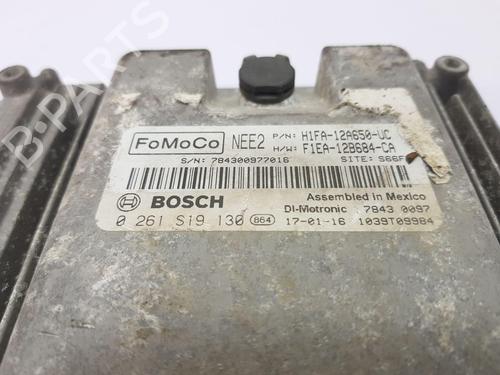 FoMoCo NEE2 P/N: H1FA-12A650-UC
H/W: F1EA-12B684-CA
S/N: 784300977016 SITE: S66F
BOSCH Assembled in Mexico
DI-Motronic 7843 0097
0 261 S19 130 864 17-01-16 1039T09984
B-PARTS